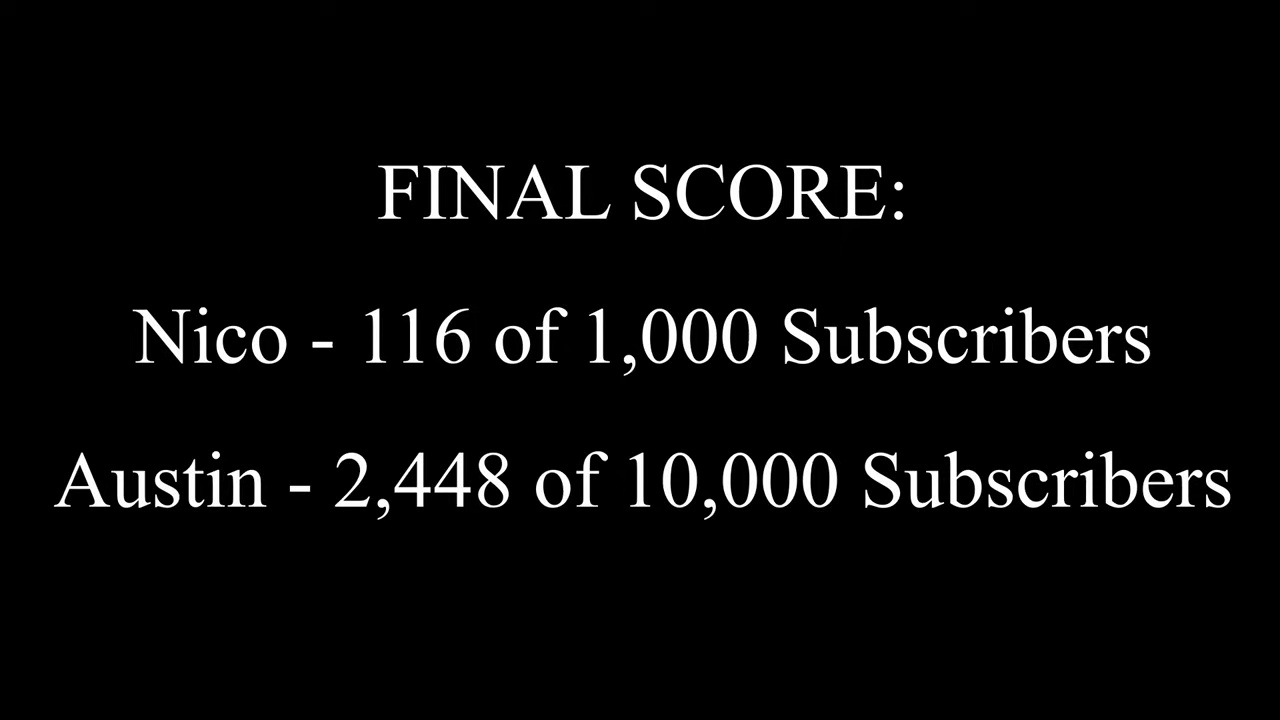 FINAL SCORE:
Nico - 116 of 1,000 Subscribers
Austin - 2,448 of 10,000 Subscribers